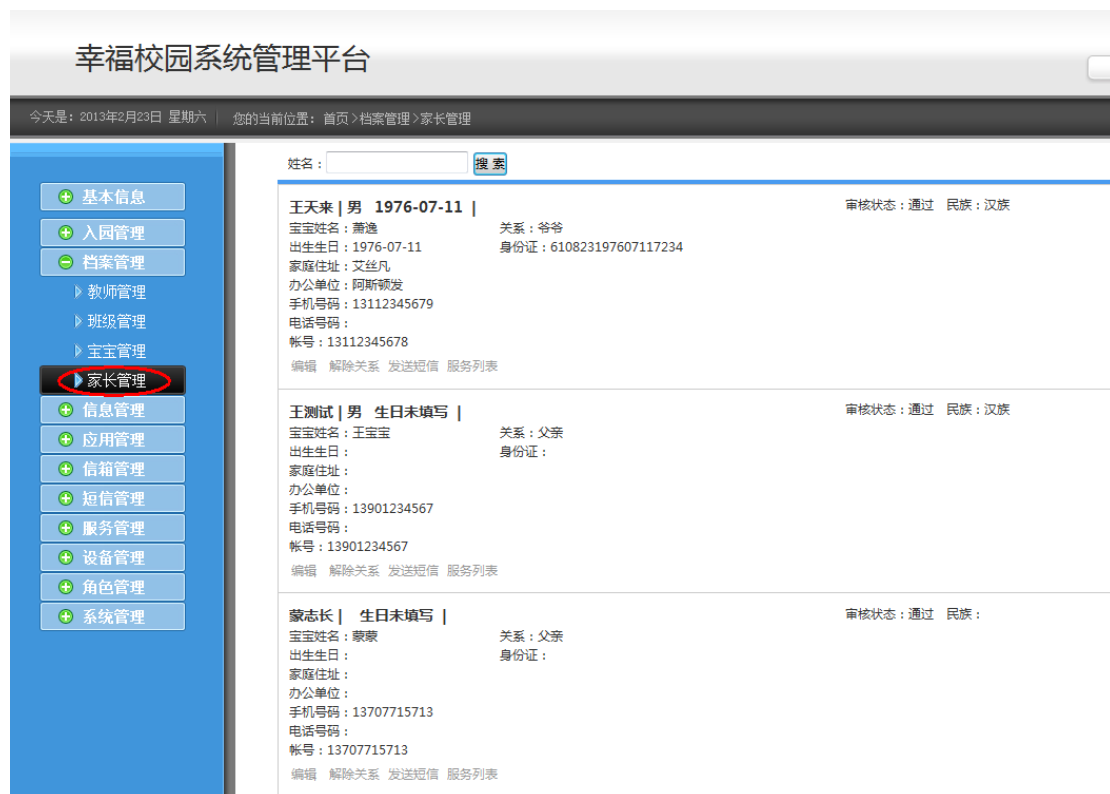 幸福校园系统管理平台
今天是：2013年2月23日 星期六 | 您的当前位置：首页>档案管理>家长管理
姓名：
搜 素
基本信息
入园管理
档案管理
教师管理
班级管理
宝宝管理
家长管理
信息管理
应用管理
信箱管理
短信管理
服务管理
设备管理
角色管理
系统管理
王天来 | 男 1976-07-11 | 审核状态：通过 民族：汉族
宝宝姓名：萧逸 关系：爷爷
出生生日：1976-07-11 身份证：610823197607117234
家庭住址：艾丝凡
办公单位：阿斯顿发
手机号码：13112345679
电话号码：
帐号：13112345678
编辑 解除关系 发送短信 服务列表
王测试 | 男 生日未填写 | 审核状态：通过 民族：汉族
宝宝姓名：王宝宝 关系：父亲
出生生日： 身份证：
家庭住址：
办公单位：
手机号码：13901234567
电话号码：
帐号：13901234567
编辑 解除关系 发送短信 服务列表
蒙志长 | 生日未填写 | 审核状态：通过 民族：
宝宝姓名：蒙蒙 关系：父亲
出生生日： 身份证：
家庭住址：
办公单位：
手机号码：13707715713
电话号码：
帐号：13707715713
编辑 解除关系 发送短信 服务列表